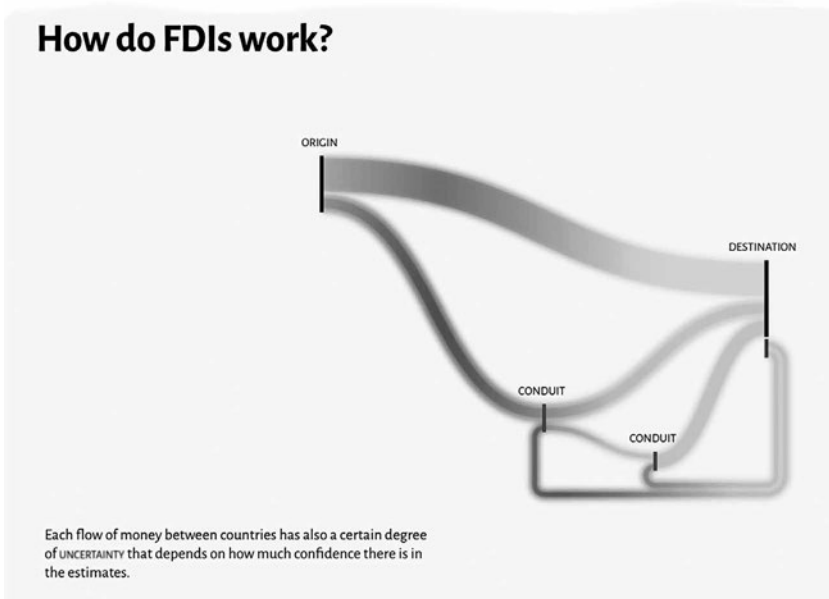 How do FDIs work?
ORIGIN
DESTINATION
CONDUIT
CONDUIT
Each flow of money between countries has also a certain degree
of UNCERTAINTY that depends on how much confidence there is in
the estimates.